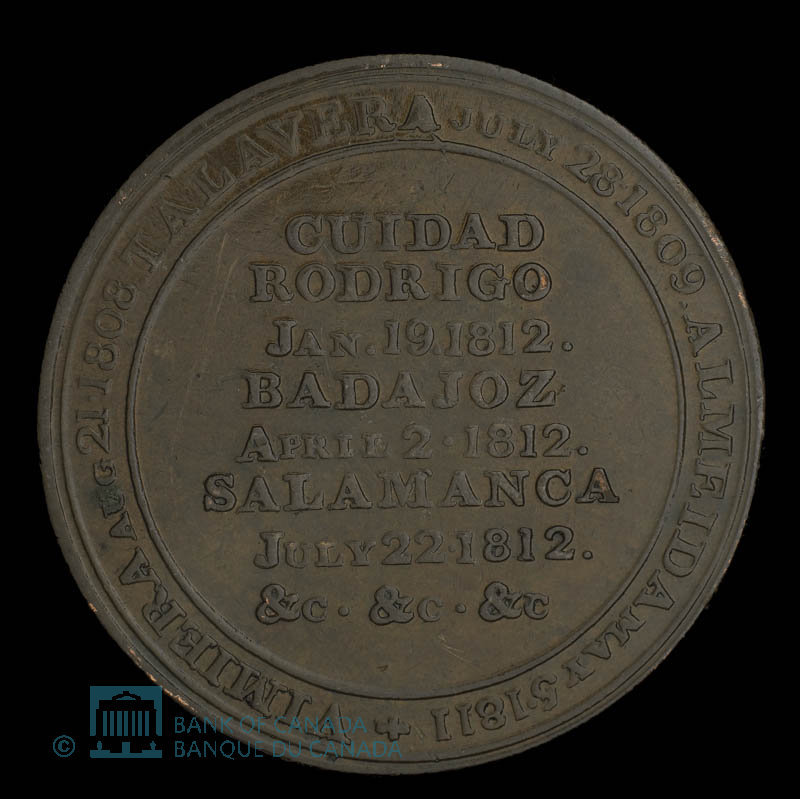 VIMIERA AUG 21·1808 TALAVERA JULY 28·1809 ALMEIDA MAY 5·1811 +
CUIDAD
RODRIGO
JAN. 19.1812.
BADAJOZ
APRIL 2·1812.
SALAMANCA
JULY 22·1812.
&C · &C · &C
© BANK OF CANADA
BANQUE DU CANADA